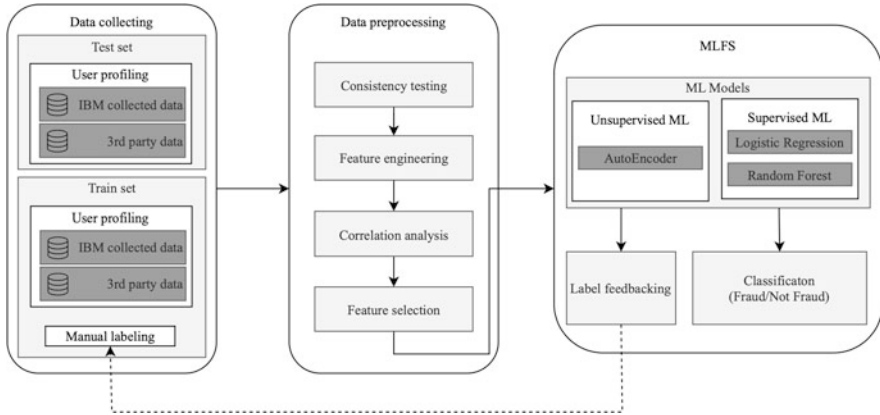 Data collecting
Test set
User profiling
IBM collected data
3rd party data
Train set
User profiling
IBM collected data
3rd party data
Manual labeling
Data preprocessing
Consistency testing
Feature engineering
Correlation analysis
Feature selection
MLFS
ML Models
Unsupervised ML
AutoEncoder
Supervised ML
Logistic Regression
Random Forest
Label feedbacking
Classificaton
(Fraud/Not Fraud)